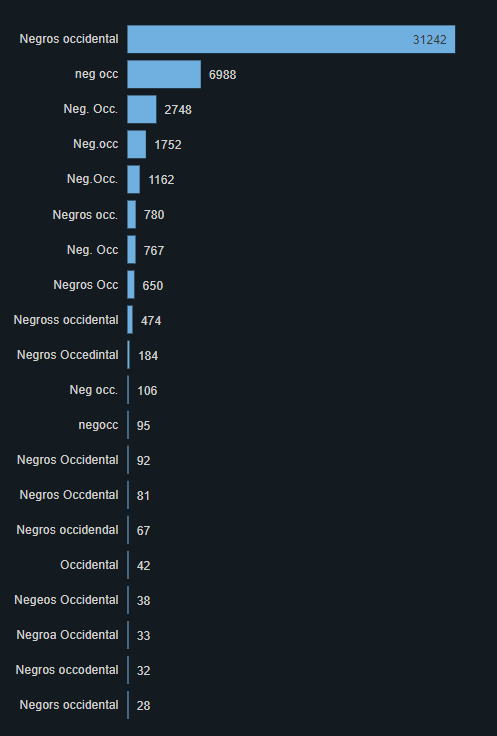 Negros occidental 31242
neg occ 6988
Neg. Occ. 2748
Neg.occ 1752
Neg.Occ. 1162
Negros occ. 780
Neg. Occ 767
Negros Occ 650
Negross occidental 474
Negros Occedintal 184
Neg occ. 106
negocc 95
Negros Occidental 92
Negros Occdental 81
Negros occidendal 67
Occidental 42
Negeos Occidental 38
Negroa Occidental 33
Negros occodental 32
Negors occidental 28